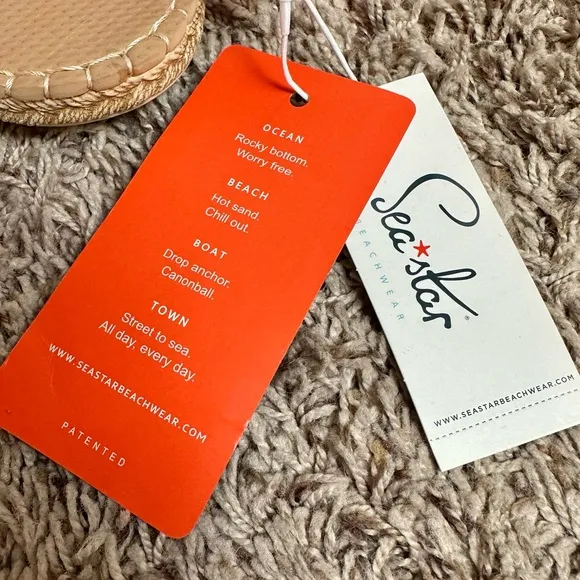 OCEAN
Rocky bottom.
Worry free.
BEACH
Hot sand.
Chill out.
BOAT
Drop anchor.
Canonball.
TOWN
Street to sea.
All day, every day.
WWW.SEASTARBEACHWEAR.COM
PATENTED
Sea star
BEACHWEAR
®
WWW.SEASTARBEACHWEAR.COM